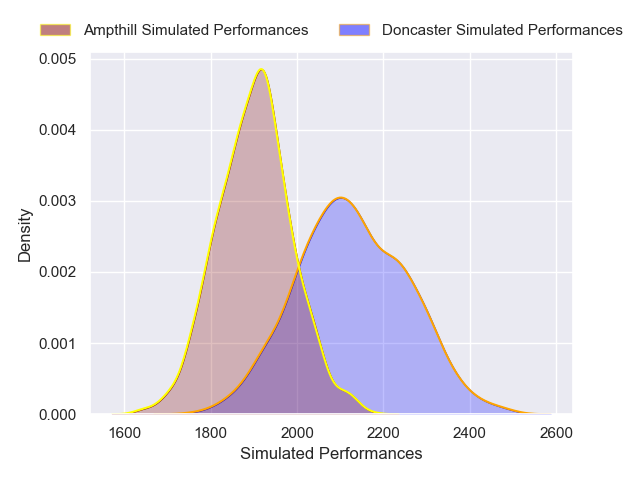 Ampthill Simulated Performances
Doncaster Simulated Performances
0.005
0.004
0.003
0.002
0.001
0.000
Density
1600 1800 2000 2200 2400 2600
Simulated Performances